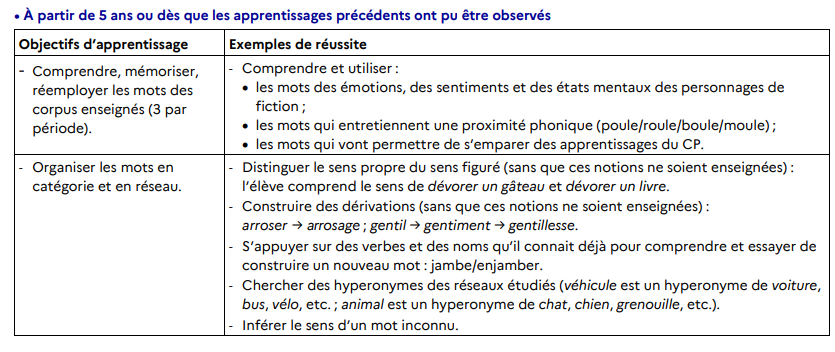 • À partir de 5 ans ou dès que les apprentissages précédents ont pu être observés
Objectifs d’apprentissage
Exemples de réussite
- Comprendre, mémoriser,
réemployer les mots des
corpus enseignés (3 par
période).
- Comprendre et utiliser :
• les mots des émotions, des sentiments et des états mentaux des personnages
de fiction ;
• les mots qui entretiennent une proximité phonique (poule/roule/boule/moule) ;
• les mots qui vont permettre de s’emparer des apprentissages du CP.
- Organiser les mots en
catégorie et en réseau.
- Distinguer le sens propre du sens figuré (sans que ces notions ne soient enseignées) :
l’élève comprend le sens de dévorer un gâteau et dévorer un livre.
- Construire des dérivations (sans que ces notions ne soient enseignées) :
arroser → arrosage ; gentil → gentiment → gentillesse.
- S’appuyer sur des verbes et des noms qu’il connait déjà pour comprendre et essayer de
construire un nouveau mot : jambe/enjamber.
- Chercher des hyperonymes des réseaux étudiés (véhicule est un hyperonyme de voiture,
bus, vélo, etc. ; animal est un hyperonyme de chat, chien, grenouille, etc.).
- Inférer le sens d’un mot inconnu.